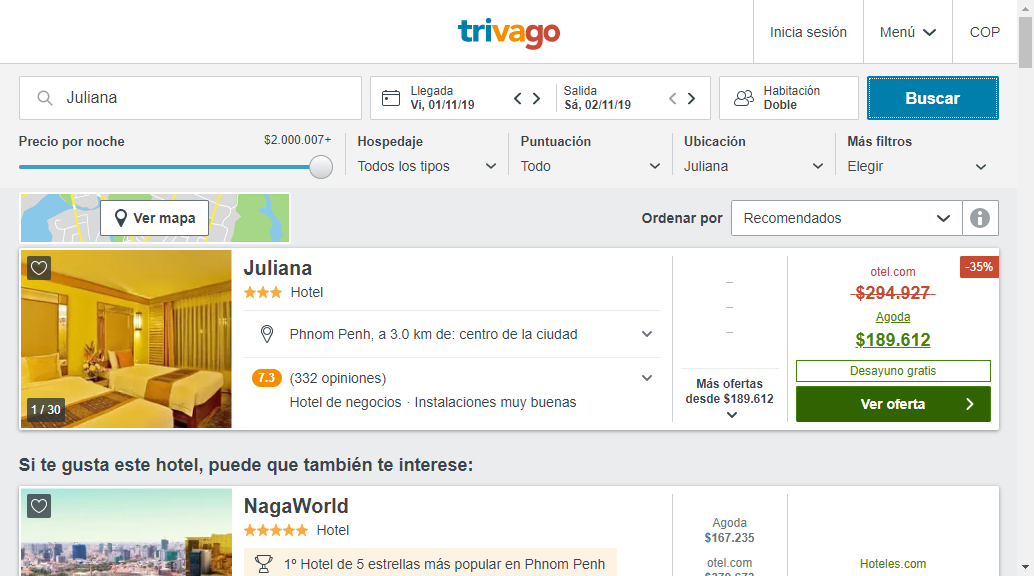 trivago
Inicia sesión
Menú
COP
Juliana
Llegada
Vi, 01/11/19
Salida
Sá, 02/11/19
Habitación
Doble
Buscar
Precio por noche
$2.000.007+
Hospedaje
Todos los tipos
Puntuación
Todo
Ubicación
Juliana
Más filtros
Elegir
Ver mapa
Ordenar por
Recomendados
1 / 30
Juliana
Hotel
Phnom Penh, a 3.0 km de: centro de la ciudad
7.3 (332 opiniones)
Hotel de negocios · Instalaciones muy buenas
Más ofertas
desde $189.612
-35%
otel.com
$294.927
Agoda
$189.612
Desayuno gratis
Ver oferta
Si te gusta este hotel, puede que también te interese:
NagaWorld
Hotel
1º Hotel de 5 estrellas más popular en Phnom Penh
Agoda
$167.235
otel.com
Hoteles.com